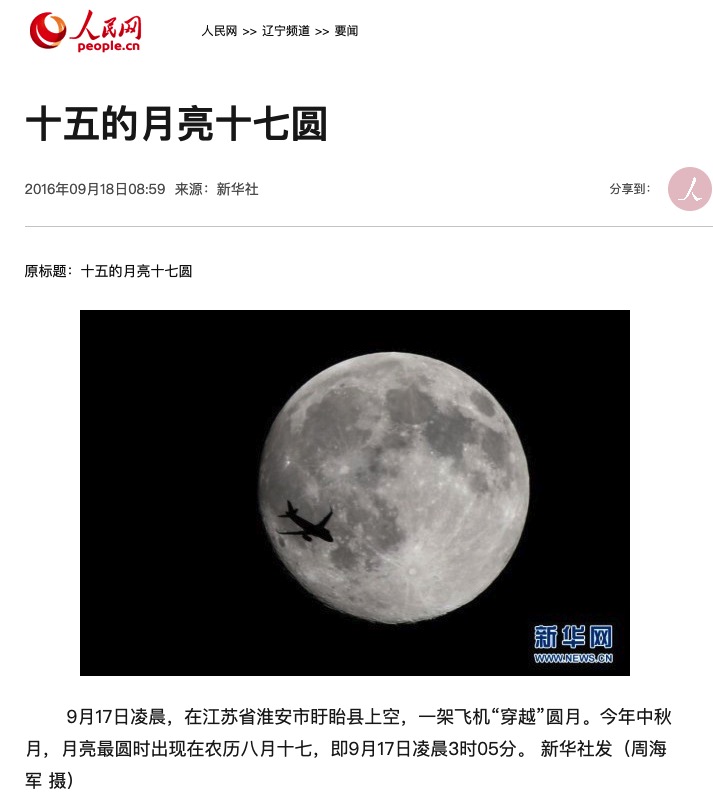 人民网
people.cn
人民网 >> 辽宁频道 >> 要闻
十五的月亮十七圆
2016年09月18日08:59 来源：新华社
分享到：
人
原标题：十五的月亮十七圆
新华网
WWW.NEWS.CN
9月17日凌晨，在江苏省淮安市盱眙县上空，一架飞机“穿越”圆月。今年中秋
月，月亮最圆时出现在农历八月十七，即9月17日凌晨3时05分。 新华社发（周海
军 摄）